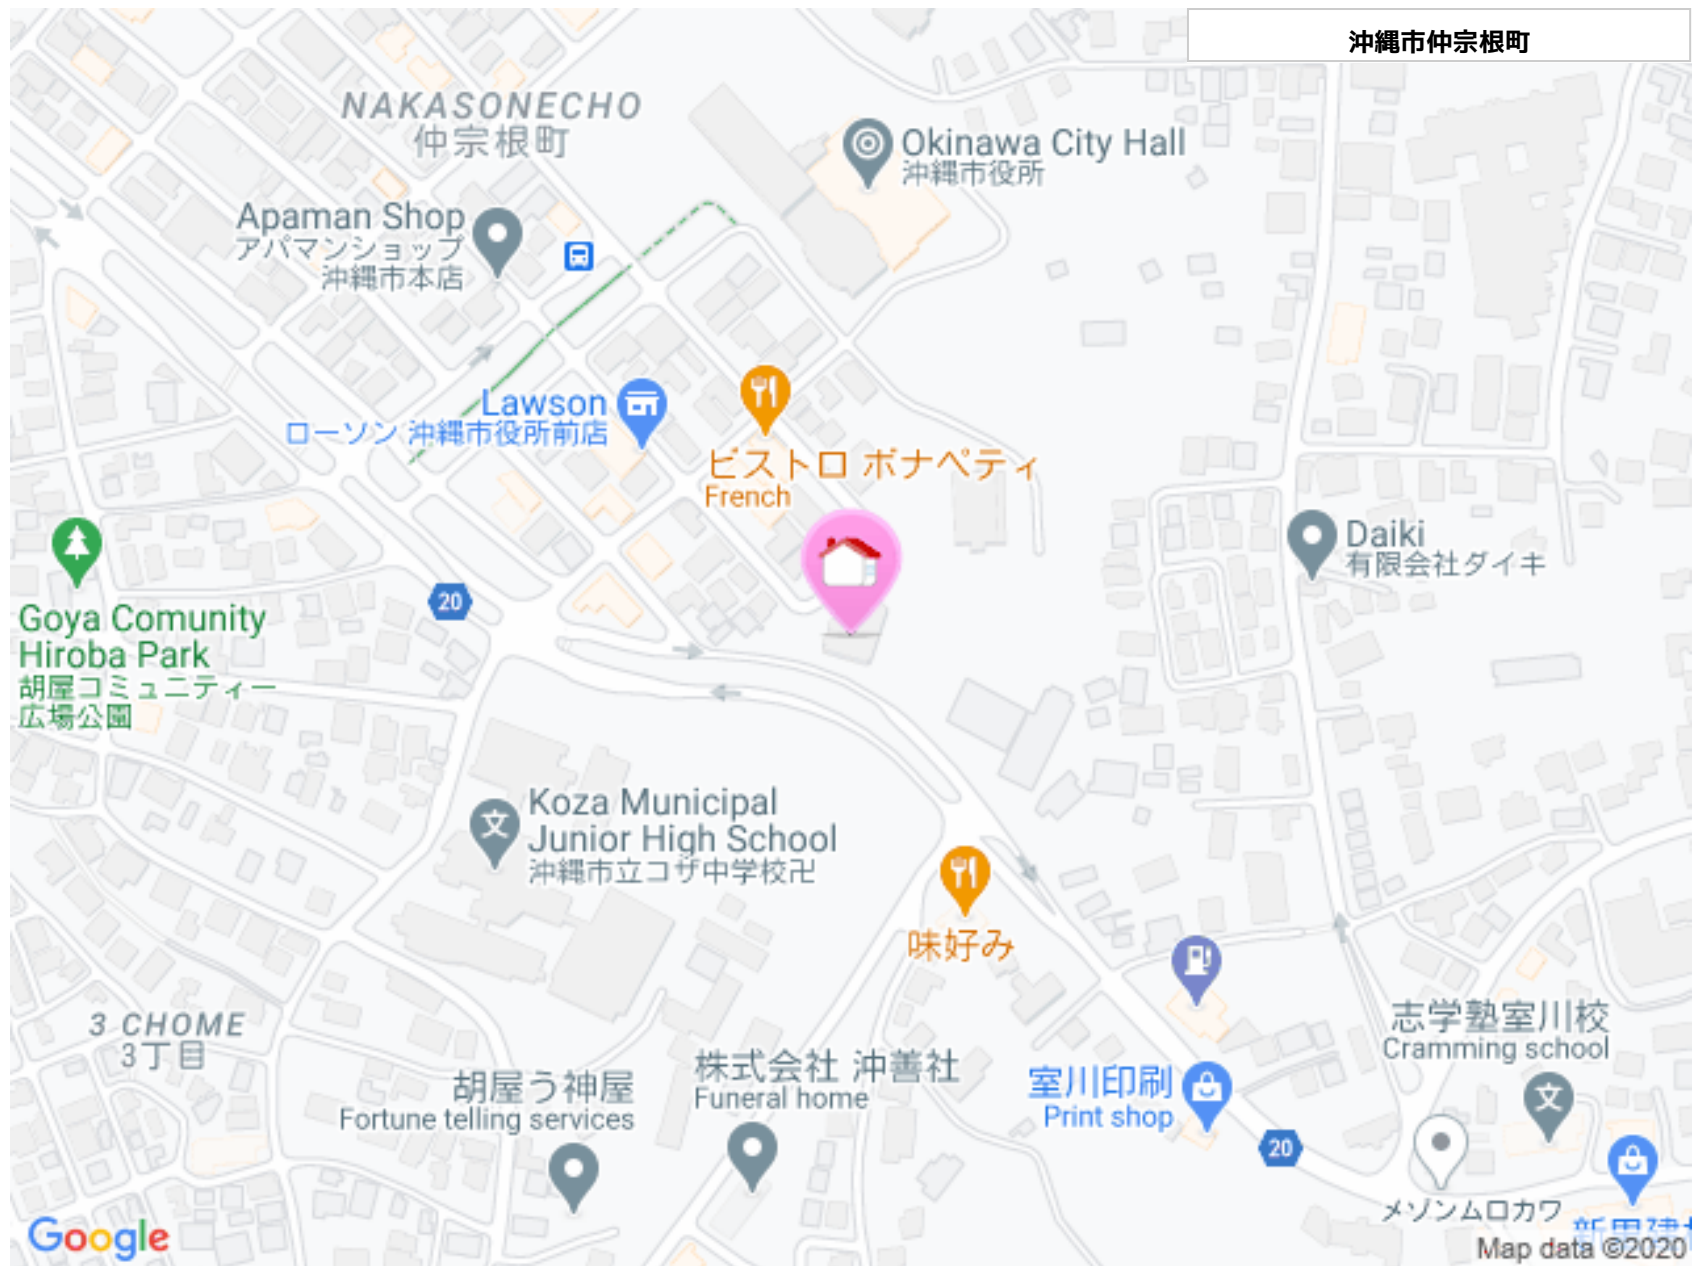 沖縄市仲宗根町
NAKASONECHO
仲宗根町
Okinawa City Hall
沖縄市役所
Apaman Shop
アパマンショップ
沖縄市本店
Lawson
ローソン 沖縄市役所前店
ビストロ ボナペティ
French
Daiki
有限会社ダイキ
20
Goya Comunity
Hiroba Park
胡屋コミュニティー
広場公園
文
Koza Municipal
Junior High School
沖縄市立コザ中学校卍
味好み
3 CHOME
3丁目
志学塾室川校
Cramming school
文
胡屋う神屋
Fortune telling services
株式会社 沖善社
Funeral home
室川印刷
Print shop
20
メゾンムロカワ
Google
Map data ©2020